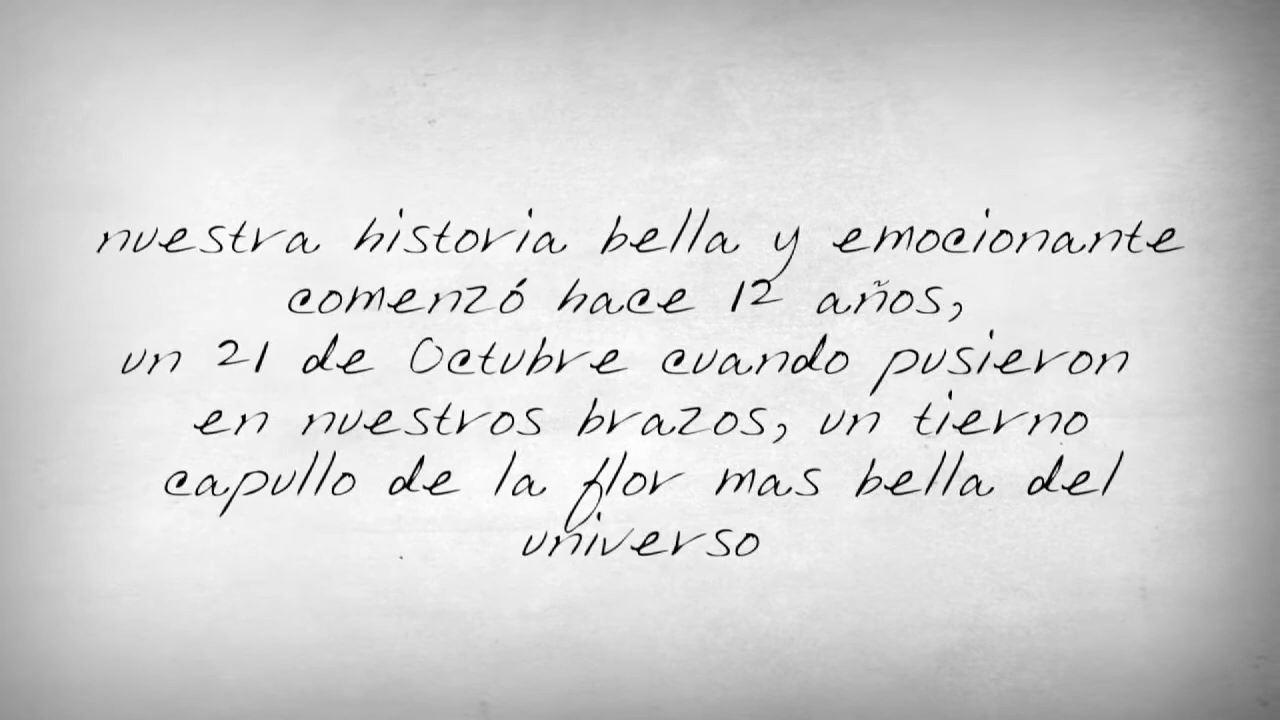 nuestra historia bella y emocionante
comenzó hace 12 años,
un 21 de Octubre cuando pusieron
en nuestros brazos, un tierno
capullo de la flor mas bella del
universo